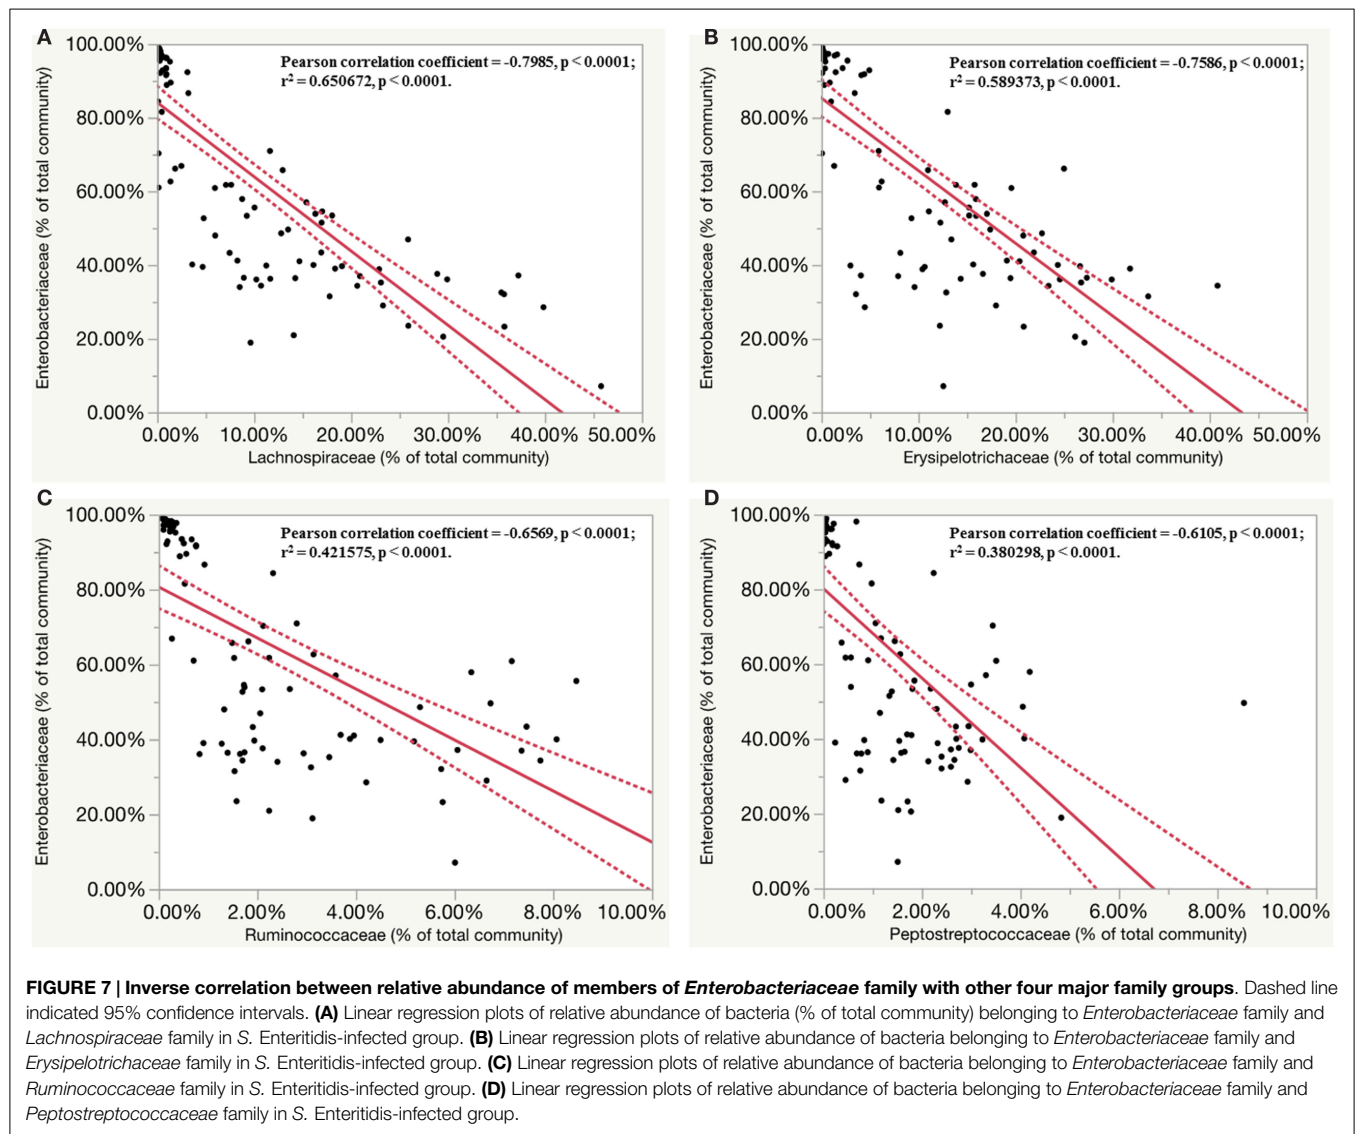 A
Pearson correlation coefficient = -0.7985, p < 0.0001;
r² = 0.650672, p < 0.0001.
Enterobacteriaceae (% of total community)
100.00%
80.00%
60.00%
40.00%
20.00%
0.00%
0.00% 10.00% 20.00% 30.00% 40.00% 50.00%
Lachnospiraceae (% of total community)
B
Pearson correlation coefficient = -0.7586, p < 0.0001;
r² = 0.589373, p < 0.0001.
Enterobacteriaceae (% of total community)
100.00%
80.00%
60.00%
40.00%
20.00%
0.00%
0.00% 10.00% 20.00% 30.00% 40.00% 50.00%
Erysipelotrichaceae (% of total community)
C
Pearson correlation coefficient = -0.6569, p < 0.0001;
r² = 0.421575, p < 0.0001.
Enterobacteriaceae (% of total community)
100.00%
80.00%
60.00%
40.00%
20.00%
0.00%
0.00% 2.00% 4.00% 6.00% 8.00% 10.00%
Ruminococcaceae (% of total community)
D
Pearson correlation coefficient = -0.6105, p < 0.0001;
r² = 0.380298, p < 0.0001.
Enterobacteriaceae (% of total community)
100.00%
80.00%
60.00%
40.00%
20.00%
0.00%
0.00% 2.00% 4.00% 6.00% 8.00% 10.00%
Peptostreptococcaceae (% of total community)
FIGURE 7 | Inverse correlation between relative abundance of members of Enterobacteriaceae family with other four major family groups. Dashed line
indicated 95% confidence intervals. (A) Linear regression plots of relative abundance of bacteria (% of total community) belonging to Enterobacteriaceae family and
Lachnospiraceae family in S. Enteritidis-infected group. (B) Linear regression plots of relative abundance of bacteria belonging to Enterobacteriaceae family and
Erysipelotrichaceae family in S. Enteritidis-infected group. (C) Linear regression plots of relative abundance of bacteria belonging to Enterobacteriaceae family and
Ruminococcaceae family in S. Enteritidis-infected group. (D) Linear regression plots of relative abundance of bacteria belonging to Enterobacteriaceae family and
Peptostreptococcaceae family in S. Enteritidis-infected group.